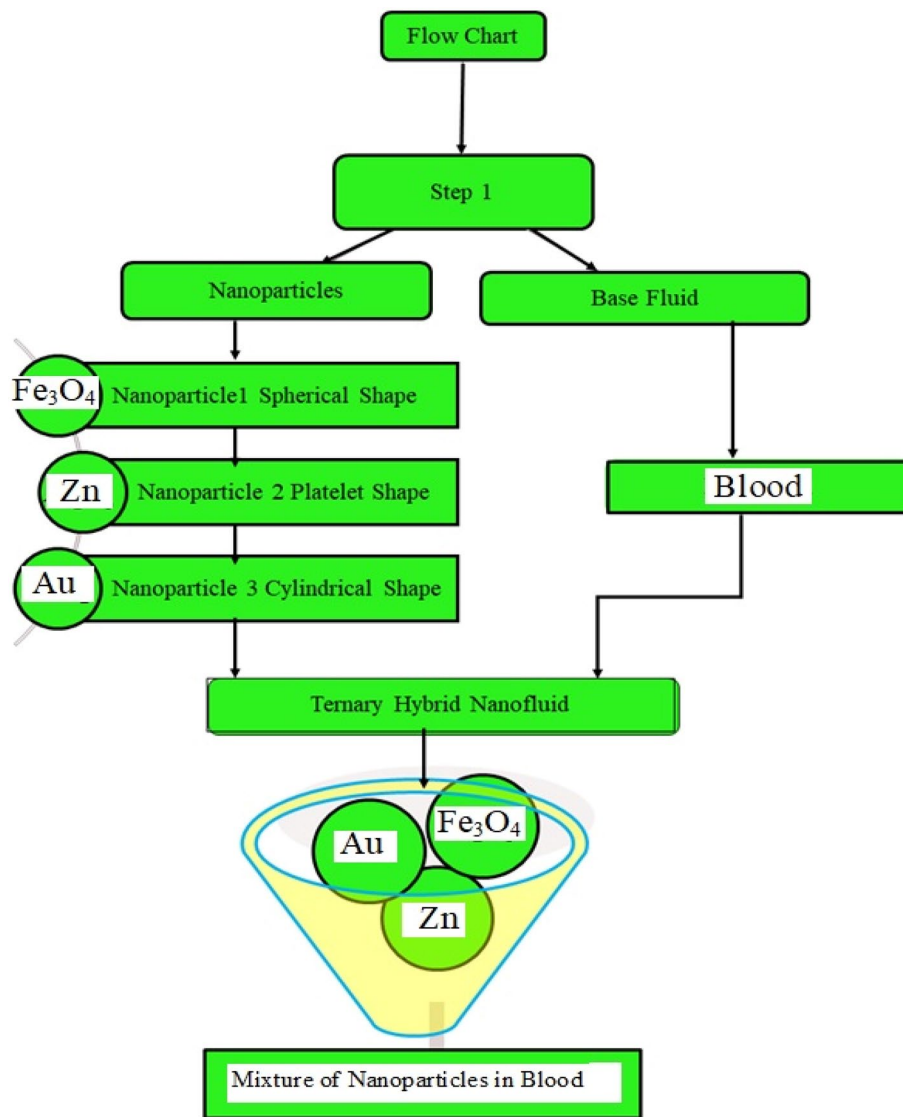 Flow Chart
Step 1
Nanoparticles
Base Fluid
Fe₃O₄
Nanoparticle1 Spherical Shape
Zn
Nanoparticle 2 Platelet Shape
Blood
Au
Nanoparticle 3 Cylindrical Shape
Ternary Hybrid Nanofluid
Fe₃O₄
Au
Zn
Mixture of Nanoparticles in Blood